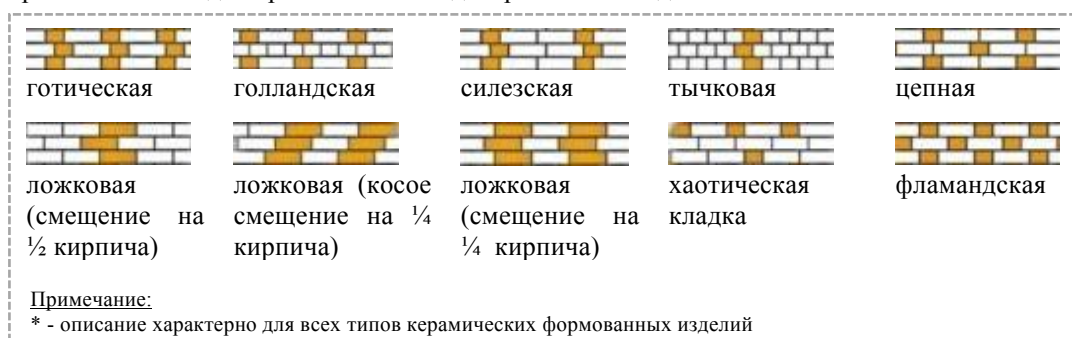 готическая голландская силезская тычковая цепная
ложковая (смещение на ½ кирпича)
ложковая (косое смещение на ¼ кирпича)
ложковая (смещение на ¼ кирпича)
хаотическая кладка
фламандская
Примечание:
* - описание характерно для всех типов керамических формованных изделий